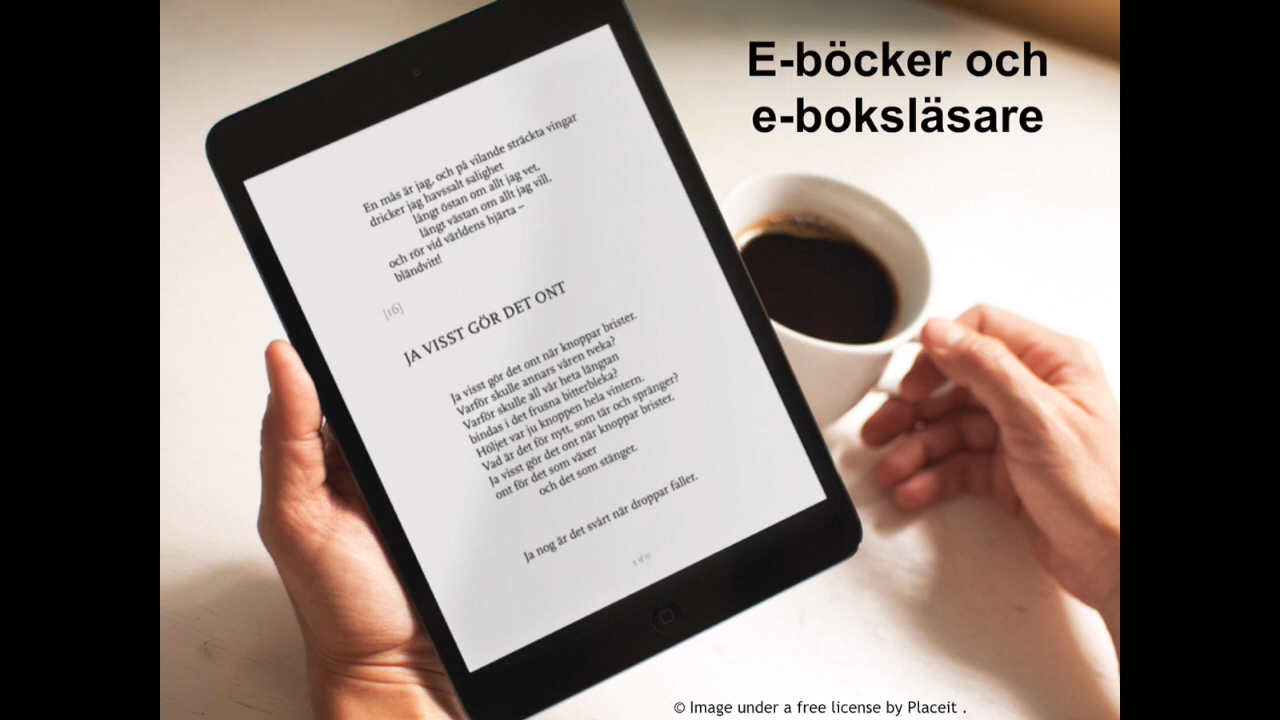 E-böcker och
e-boksläsare
En mås är jag, och på vilande sträckta vingar
dricker jag havssalt salighet
långt östan om allt jag vet,
långt västan om allt jag vill,
och rör vid världens hjärta –
bländvitt!
[16]
JA VISST GÖR DET ONT
Ja visst gör det ont när knoppar brister.
Varför skulle annars våren tveka?
Varför skulle all vår heta längtan
bindas i det frusna bitterbleka?
Höljet var ju knoppen hela vintern.
Vad är det för nytt, som tär och spränger?
Ja visst gör det ont när knoppar brister,
ont för det som växer
och det som stänger.
Ja nog är det svårt när droppar faller.
© Image under a free license by Placeit .